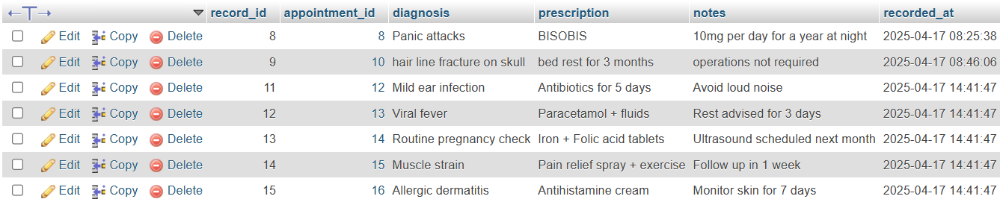 record_id appointment_id diagnosis prescription notes recorded_at
Edit Copy Delete 8 8 Panic attacks BISOBIS 10mg per day for a year at night 2025-04-17 08:25:38
Edit Copy Delete 9 10 hair line fracture on skull bed rest for 3 months operations not required 2025-04-17 08:46:06
Edit Copy Delete 11 12 Mild ear infection Antibiotics for 5 days Avoid loud noise 2025-04-17 14:41:47
Edit Copy Delete 12 13 Viral fever Paracetamol + fluids Rest advised for 3 days 2025-04-17 14:41:47
Edit Copy Delete 13 14 Routine pregnancy check Iron + Folic acid tablets Ultrasound scheduled next month 2025-04-17 14:41:47
Edit Copy Delete 14 15 Muscle strain Pain relief spray + exercise Follow up in 1 week 2025-04-17 14:41:47
Edit Copy Delete 15 16 Allergic dermatitis Antihistamine cream Monitor skin for 7 days 2025-04-17 14:41:47